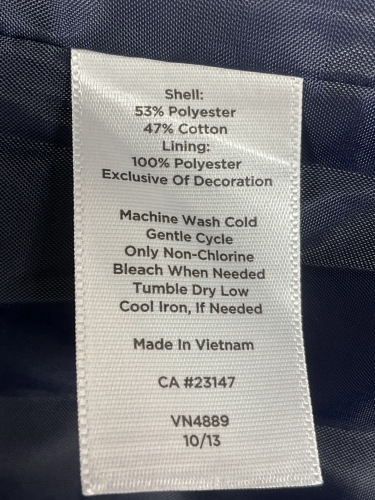 Shell:
53% Polyester
47% Cotton
Lining:
100% Polyester
Exclusive Of Decoration
Machine Wash Cold
Gentle Cycle
Only Non-Chlorine
Bleach When Needed
Tumble Dry Low
Cool Iron, If Needed
Made In Vietnam
CA #23147
VN4889
10/13